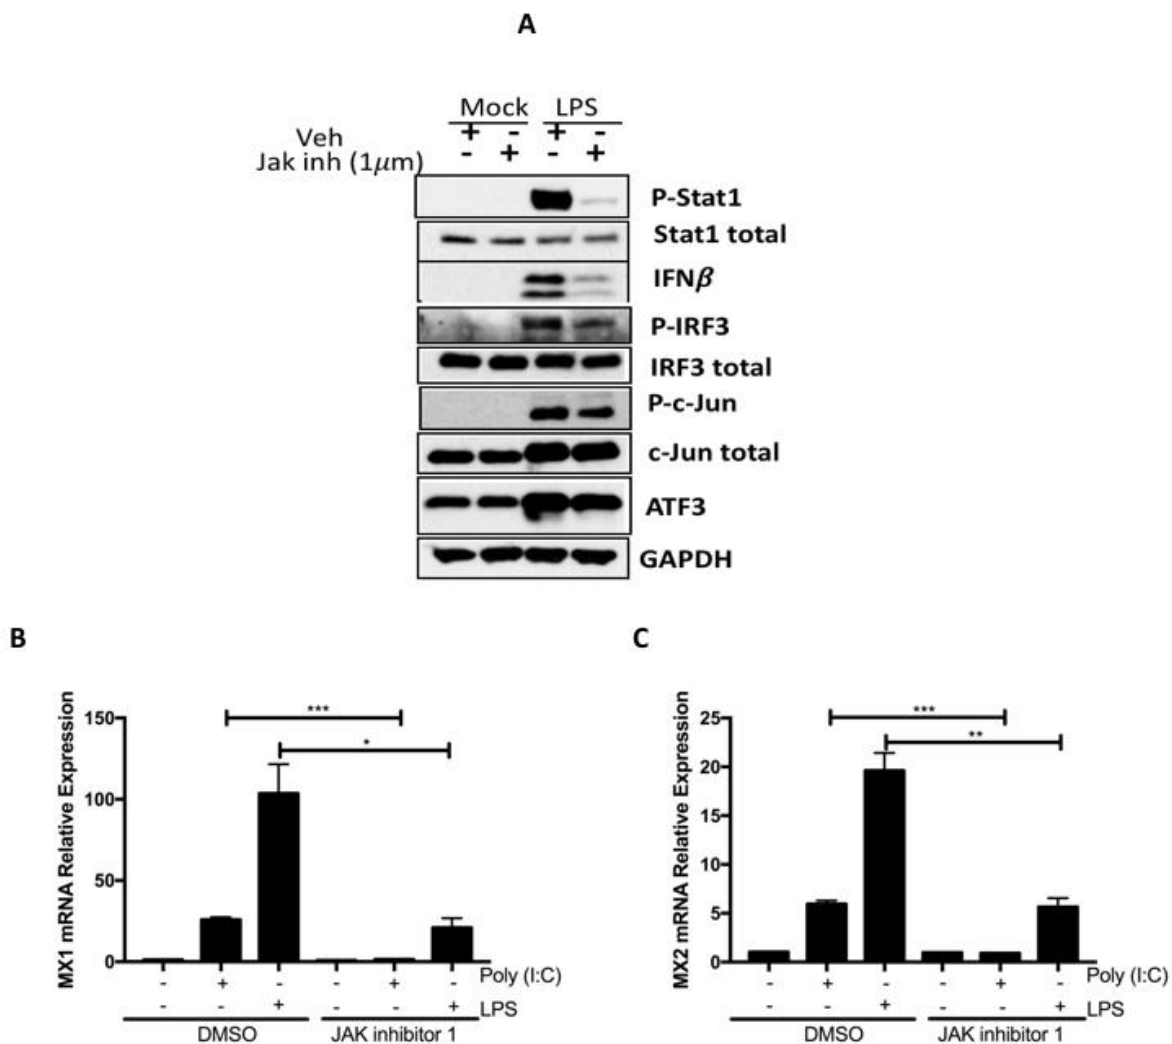 A
Mock LPS
Veh + - + -
Jak inh (1μm) - + - +
P-Stat1
Stat1 total
IFNβ
P-IRF3
IRF3 total
P-c-Jun
c-Jun total
ATF3
GAPDH
B
MX1 mRNA Relative Expression
150
100
50
0
***
*
- + - - + - Poly (I:C)
- - + - - + LPS
DMSO JAK inhibitor 1
C
MX2 mRNA Relative Expression
25
20
15
10
5
0
***
**
- + - - + - Poly (I:C)
- - + - - + LPS
DMSO JAK inhibitor 1